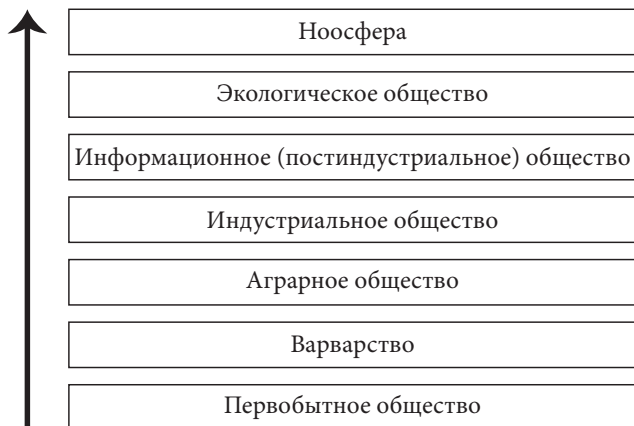 Ноосфера
Экологическое общество
Информационное (постиндустриальное) общество
Индустриальное общество
Аграрное общество
Варварство
Первобытное общество